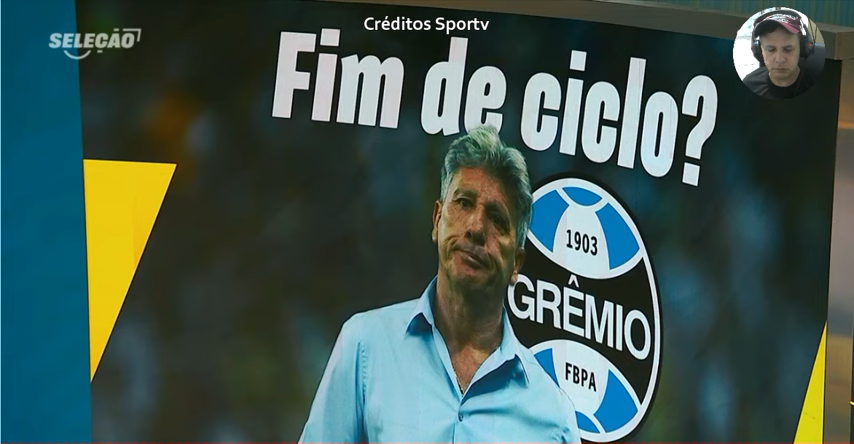 Créditos Sportv
SELEÇÃO
Fim de ciclo?
1903
GRÊMIO
FBPA